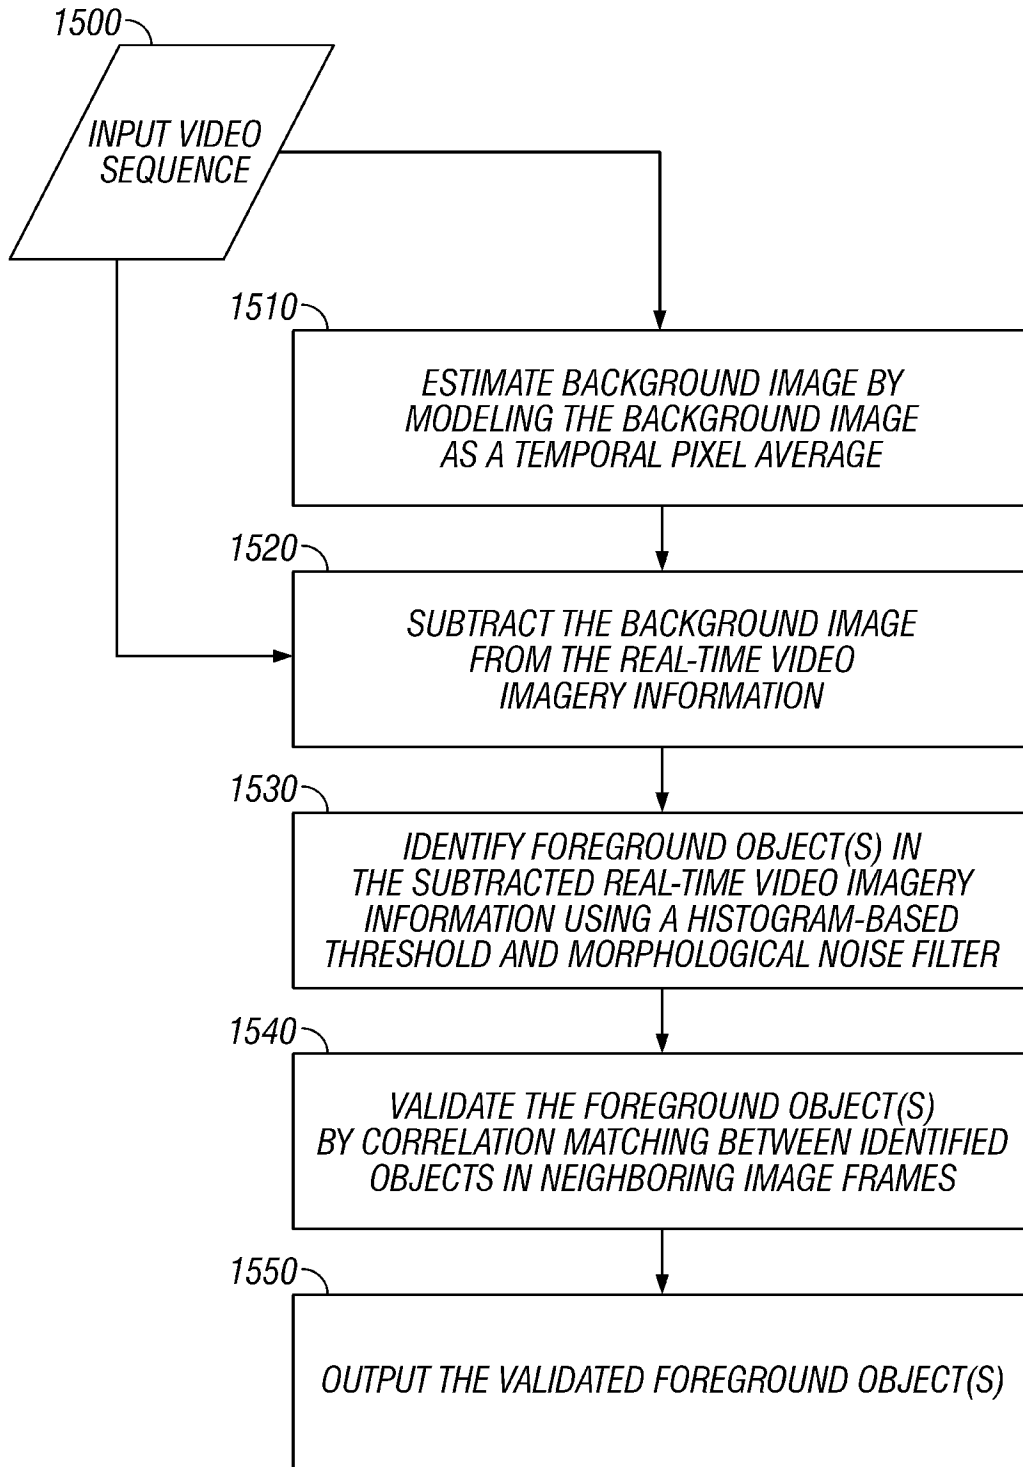 1500
INPUT VIDEO
SEQUENCE
1510
ESTIMATE BACKGROUND IMAGE BY
MODELING THE BACKGROUND IMAGE
AS A TEMPORAL PIXEL AVERAGE
1520
SUBTRACT THE BACKGROUND IMAGE
FROM THE REAL-TIME VIDEO
IMAGERY INFORMATION
1530
IDENTIFY FOREGROUND OBJECT(S) IN
THE SUBTRACTED REAL-TIME VIDEO IMAGERY
INFORMATION USING A HISTOGRAM-BASED
THRESHOLD AND MORPHOLOGICAL NOISE FILTER
1540
VALIDATE THE FOREGROUND OBJECT(S)
BY CORRELATION MATCHING BETWEEN IDENTIFIED
OBJECTS IN NEIGHBORING IMAGE FRAMES
1550
OUTPUT THE VALIDATED FOREGROUND OBJECT(S)